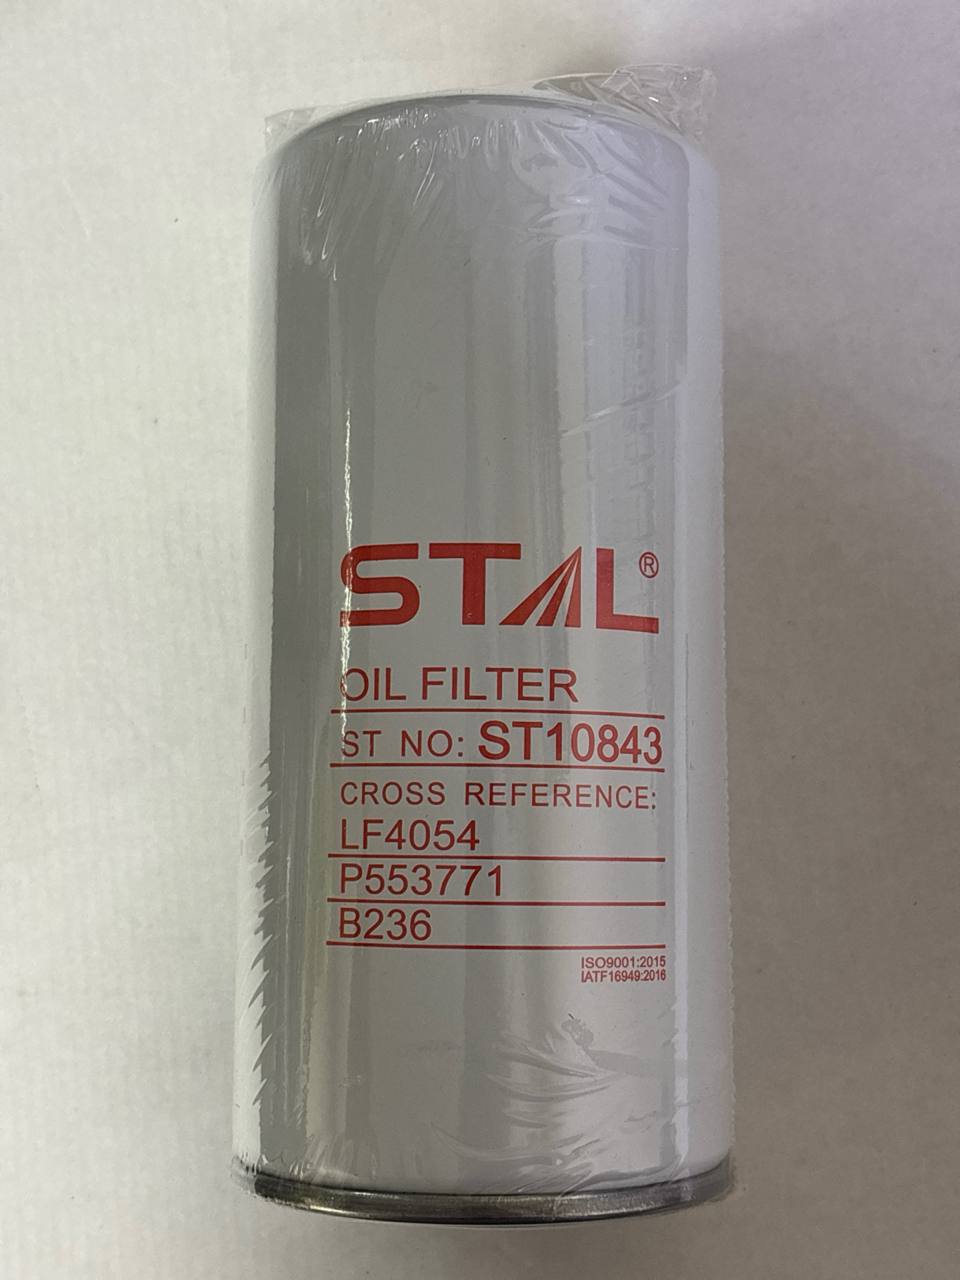 STAL®
OIL FILTER
ST NO: ST10843
CROSS REFERENCE:
LF4054
P553771
B236
ISO9001:2015
IATF16949:2016